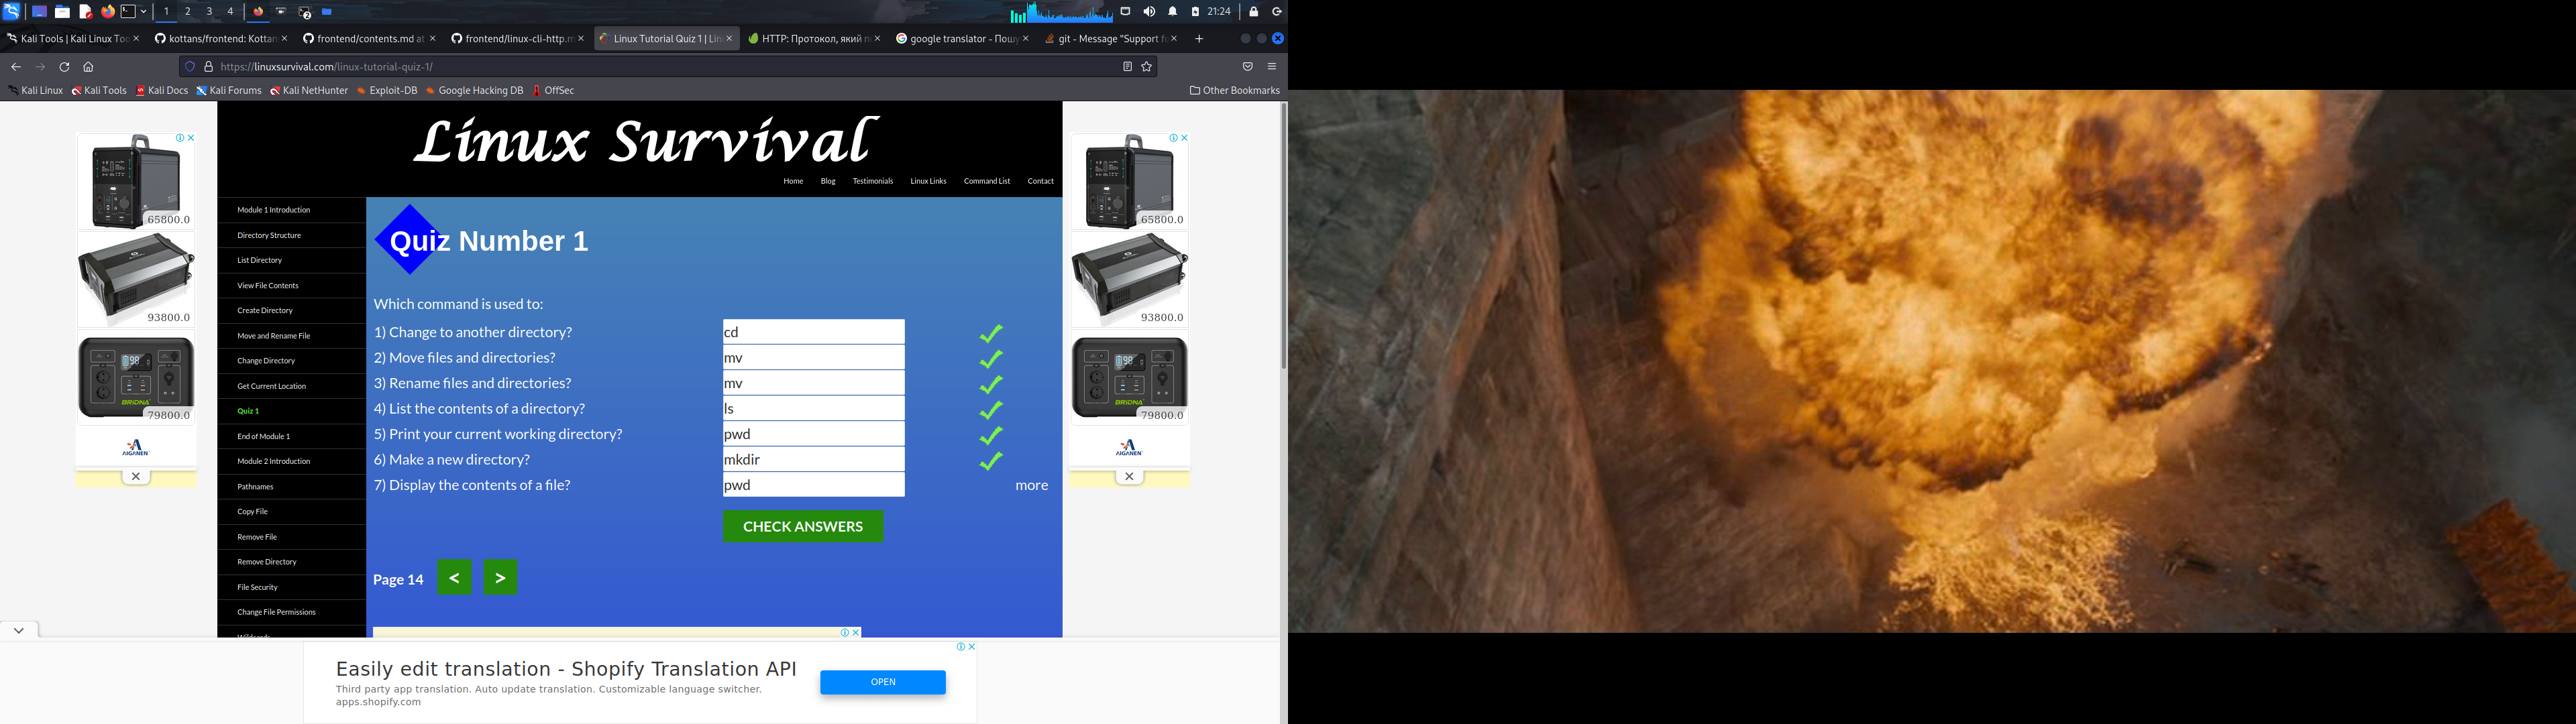 1 2 3 4 21:24
Kali Tools | Kali Linux Too
kottans/frontend: Kottan
frontend/contents.md at
frontend/linux-cli-http.m
Linux Tutorial Quiz 1 | Lin
HTTP: Протокол, який п
google translator - Пошу
git - Message "Support fo
https://linuxsurvival.com/linux-tutorial-quiz-1/
Kali Linux Kali Tools Kali Docs Kali Forums Kali NetHunter Exploit-DB Google Hacking DB OffSec Other Bookmarks
Linux Survival
Home Blog Testimonials Linux Links Command List Contact
65800.0
93800.0
98
BRIDNA
79800.0
AIGANEN
Module 1 Introduction
Directory Structure
List Directory
View File Contents
Create Directory
Move and Rename File
Change Directory
Get Current Location
Quiz 1
End of Module 1
Module 2 Introduction
Pathnames
Copy File
Remove File
Remove Directory
File Security
Change File Permissions
Wildcards
Quiz Number 1
Which command is used to:
1) Change to another directory? cd
2) Move files and directories? mv
3) Rename files and directories? mv
4) List the contents of a directory? ls
5) Print your current working directory? pwd
6) Make a new directory? mkdir
7) Display the contents of a file? pwd more
CHECK ANSWERS
Page 14 < >
65800.0
93800.0
98
BRIDNA
79800.0
AIGANEN
Easily edit translation - Shopify Translation API
Third party app translation. Auto update translation. Customizable language switcher.
apps.shopify.com
OPEN